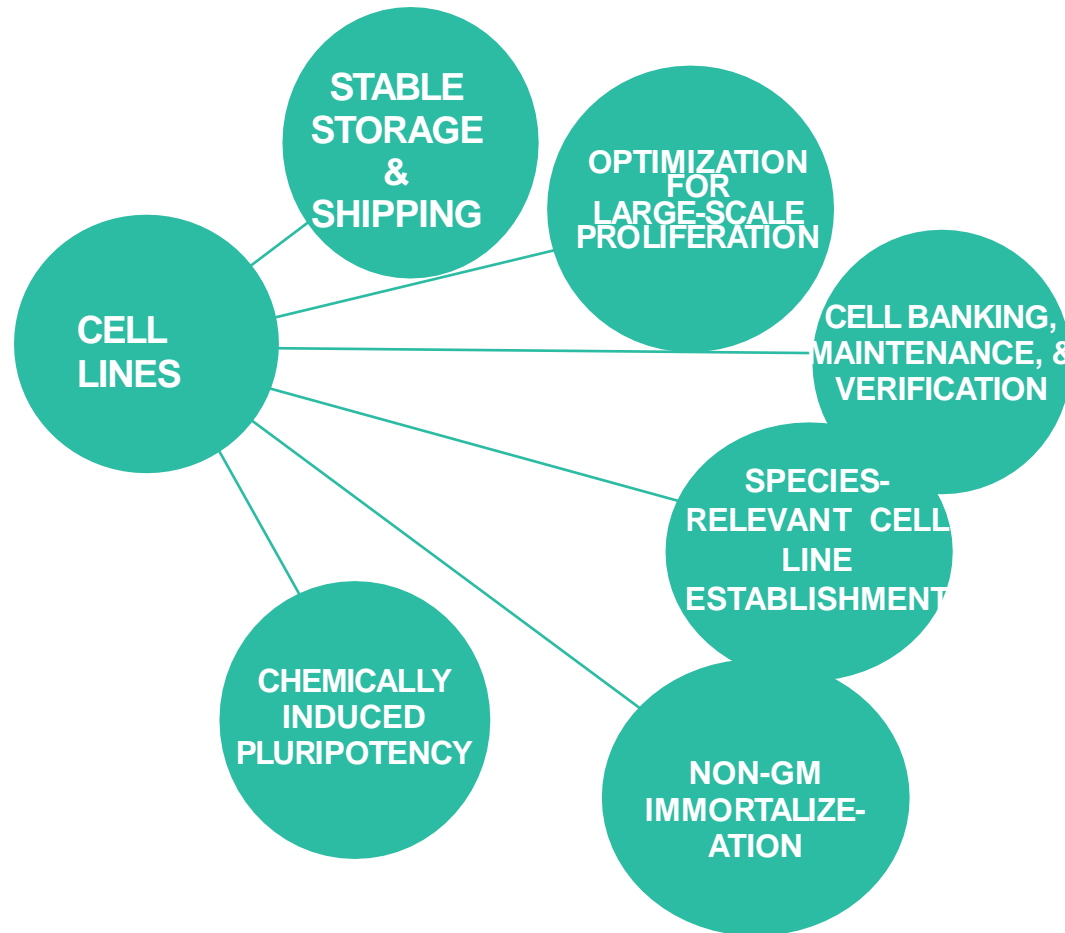 STABLE
STORAGE
&
SHIPPING
OPTIMIZATION
FOR
LARGE-SCALE
PROLIFERATION
CELL
LINES
CELL BANKING,
MAINTENANCE, &
VERIFICATION
SPECIES-
RELEVANT CELL
LINE
ESTABLISHMENT
CHEMICALLY
INDUCED
PLURIPOTENCY
NON-GM
IMMORTALIZE-
ATION